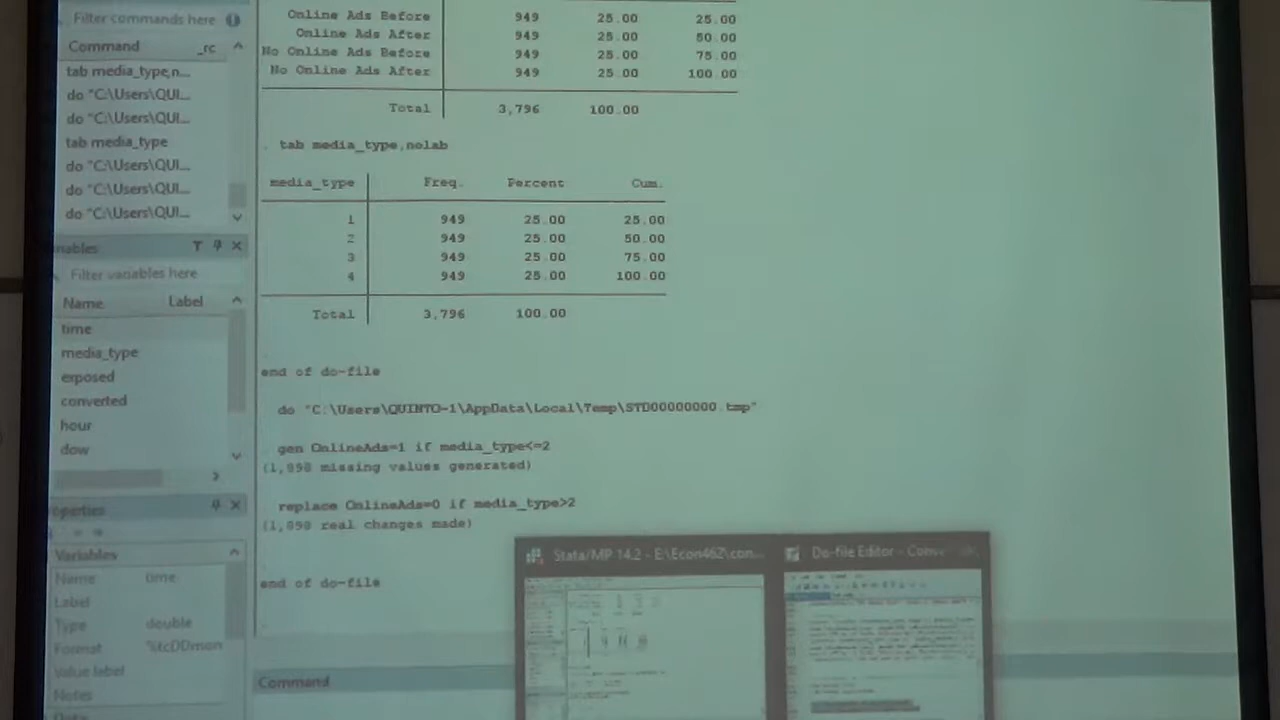 Filter commands here
Command _rc
tab media_type,n...
do "C:\Users\QUI...
do "C:\Users\QUI...
tab media_type
do "C:\Users\QUI...
do "C:\Users\QUI...
do "C:\Users\QUI...
Filter variables here
Name Label
time
media_type
exposed
converted
hour
dow
Variables
Name time
Label
Type double
Format %tcDDmon
Value label
Notes
Online Ads Before 949 25.00 25.00
Online Ads After 949 25.00 50.00
No Online Ads Before 949 25.00 75.00
No Online Ads After 949 25.00 100.00
Total 3,796 100.00
. tab media_type,nolab
media_type Freq. Percent Cum.
1 949 25.00 25.00
2 949 25.00 50.00
3 949 25.00 75.00
4 949 25.00 100.00
Total 3,796 100.00
end of do-file
do "C:\Users\QUINTO~1\AppData\Local\Temp\STD00000000.tmp"
gen OnlineAds=1 if media_type<=2
(1,898 missing values generated)
replace OnlineAds=0 if media_type>2
(1,898 real changes made)
end of do-file
Command
Stata/MP 14.2 - E:\Econ462\con...
Do-file Editor - Conv